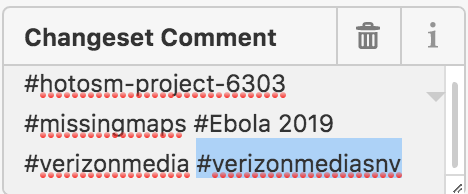 Changeset Comment
#hotosm-project-6303
#missingmaps #Ebola 2019
#verizonmedia #verizonmediasnv